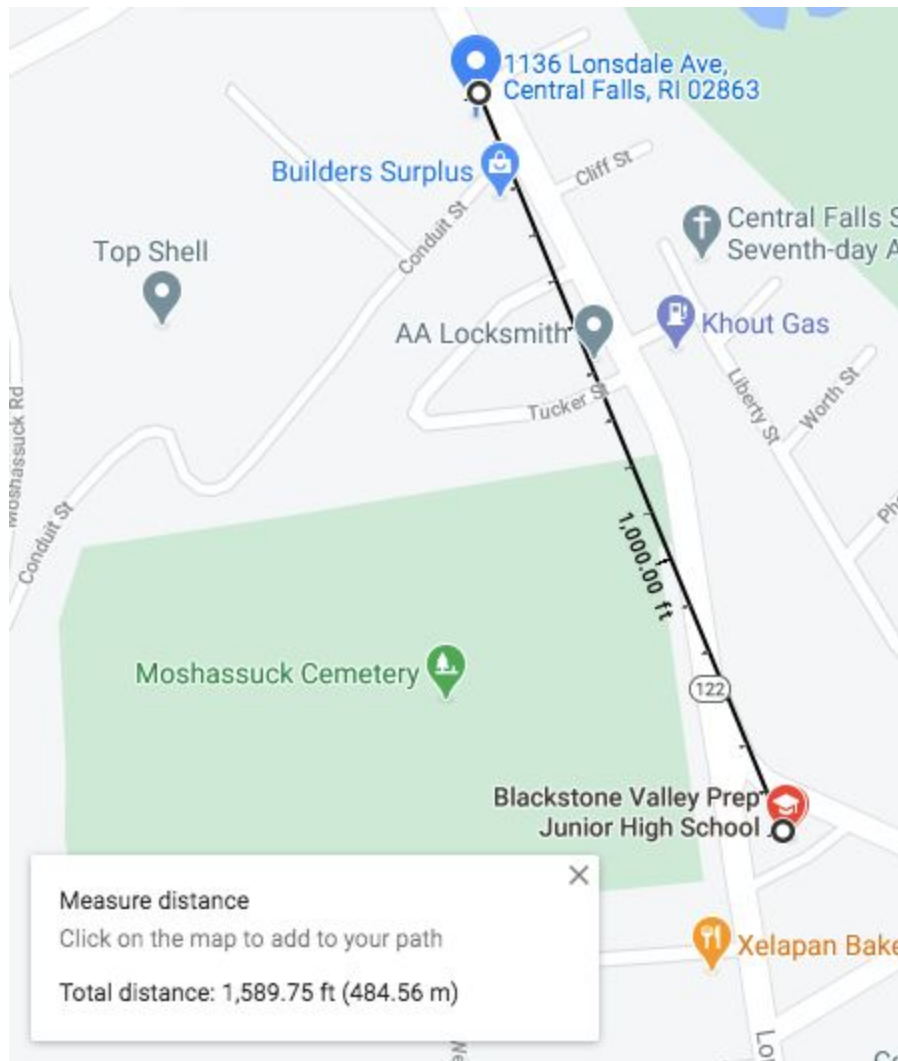 1136 Lonsdale Ave,
Central Falls, RI 02863
Builders Surplus
Cliff St
Conduit St
Central Falls S
Seventh-day A
Top Shell
AA Locksmith
Khout Gas
Moshassuck Rd
Tucker St
Liberty St
Worth St
Conduit St
Ph
1,000.00 ft
Moshassuck Cemetery
122
Blackstone Valley Prep
Junior High School
Measure distance
Click on the map to add to your path
Total distance: 1,589.75 ft (484.56 m)
Xelapan Bake